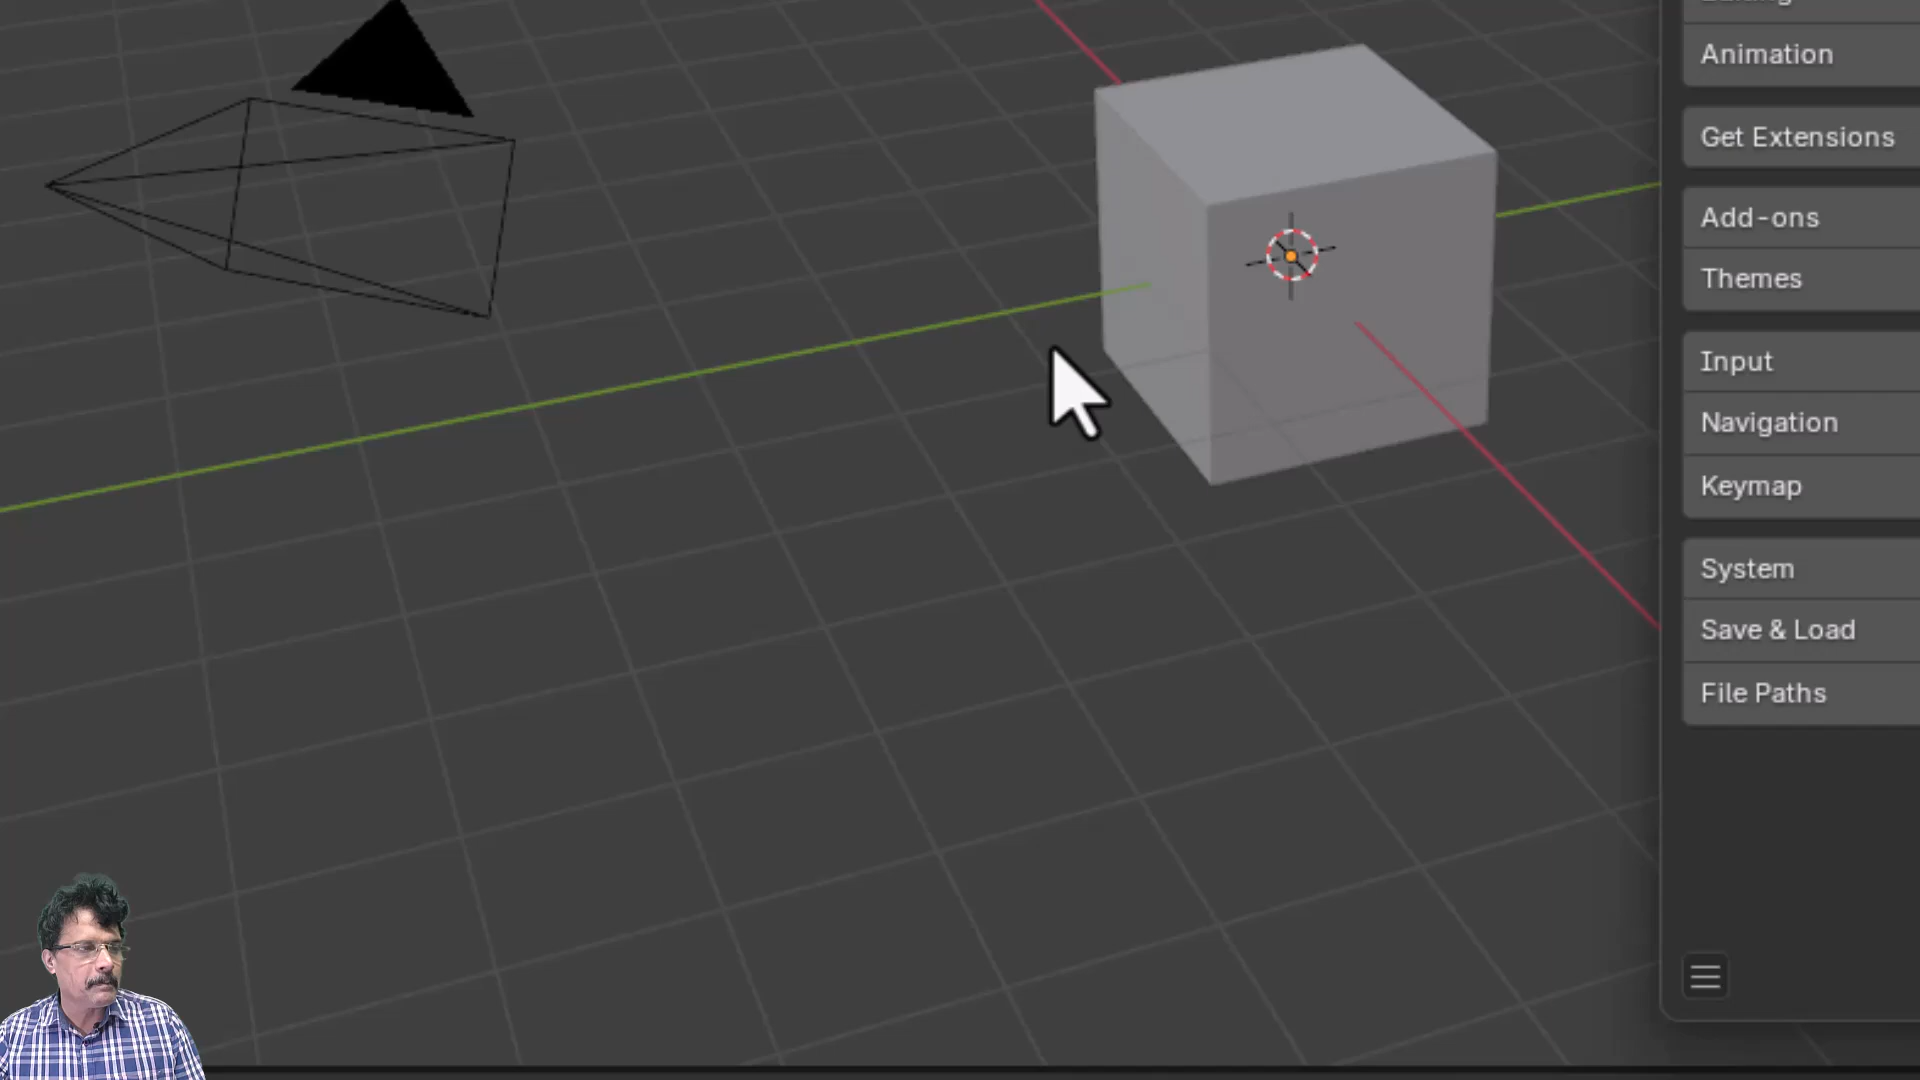 Animation
Get Extensions
Add-ons
Themes
Input
Navigation
Keymap
System
Save & Load
File Paths